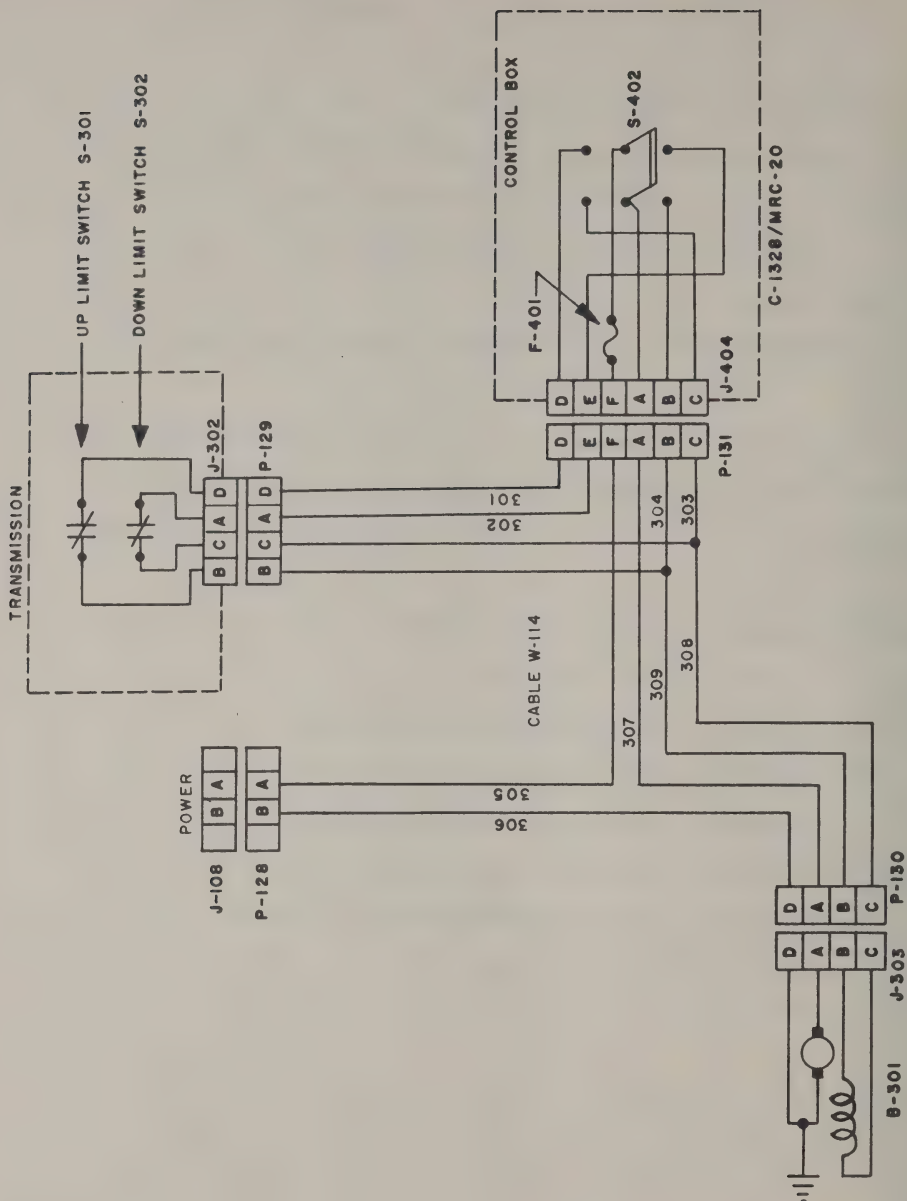 UP LIMIT SWITCH S-301
DOWN LIMIT SWITCH S-302
TRANSMISSION
J-302
B C A D
P-129
B C A D
POWER
J-108
B A
P-128
B A
CONTROL BOX
S-402
F-401
C-1328/MRC-20
D
E
F
A
B
C
J-404
D
E
F
A
B
C
P-131
301
302
304
303
CABLE W-114
305
306
307
309
308
D
A
B
C
P-130
D
A
B
C
J-303
B-301